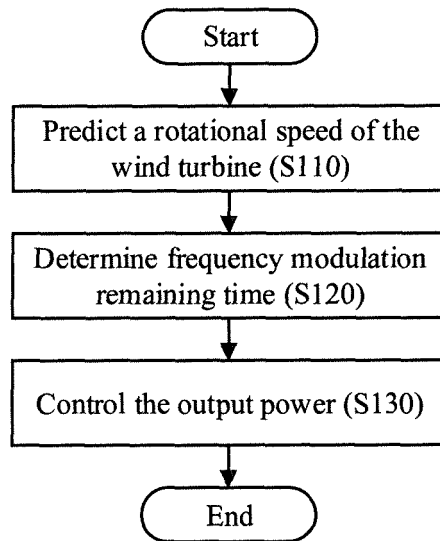 Start
Predict a rotational speed of the
wind turbine (S110)
Determine frequency modulation
remaining time (S120)
Control the output power (S130)
End